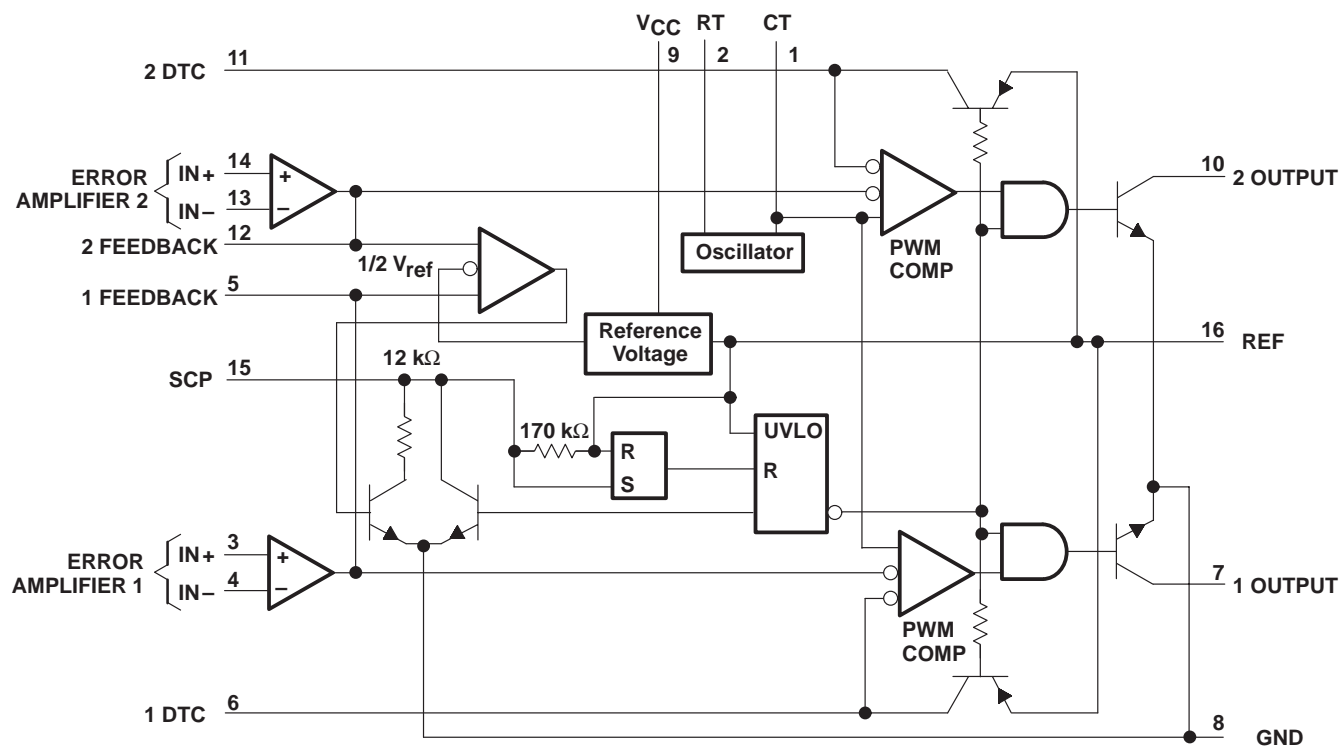 VCC RT CT
9 2 1
2 DTC 11
ERROR AMPLIFIER 2
IN+ 14
IN− 13
+
−
2 FEEDBACK 12
1/2 Vref
1 FEEDBACK 5
Oscillator
PWM COMP
10 2 OUTPUT
Reference Voltage
16 REF
SCP 15
12 kΩ
170 kΩ
R
S
UVLO
R
ERROR AMPLIFIER 1
IN+ 3
IN− 4
+
−
PWM COMP
7 1 OUTPUT
1 DTC 6
8 GND